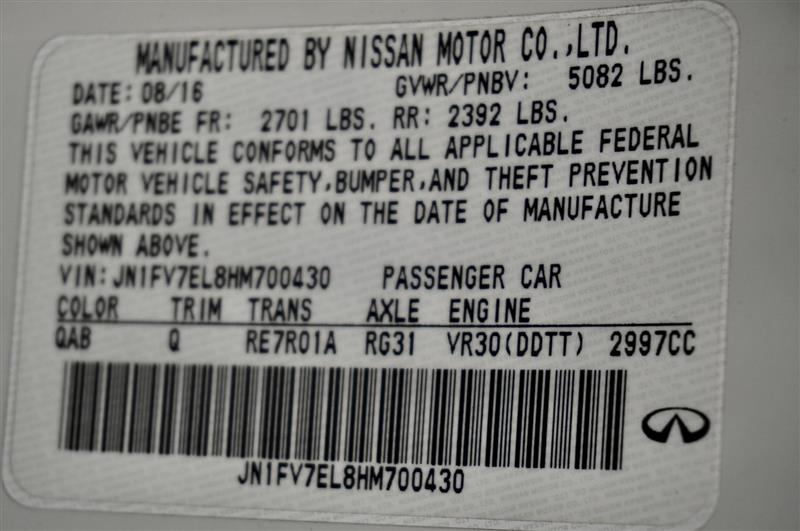 MANUFACTURED BY NISSAN MOTOR CO.,LTD.
DATE: 08/16 GVWR/PNBV: 5082 LBS.
GAWR/PNBE FR: 2701 LBS. RR: 2392 LBS.
THIS VEHICLE CONFORMS TO ALL APPLICABLE FEDERAL
MOTOR VEHICLE SAFETY,BUMPER,AND THEFT PREVENTION
STANDARDS IN EFFECT ON THE DATE OF MANUFACTURE
SHOWN ABOVE.
VIN:JN1FV7EL8HM700430 PASSENGER CAR
COLOR TRIM TRANS AXLE ENGINE
QAB Q RE7R01A RG31 VR30(DDTT) 2997CC
JN1FV7EL8HM700430